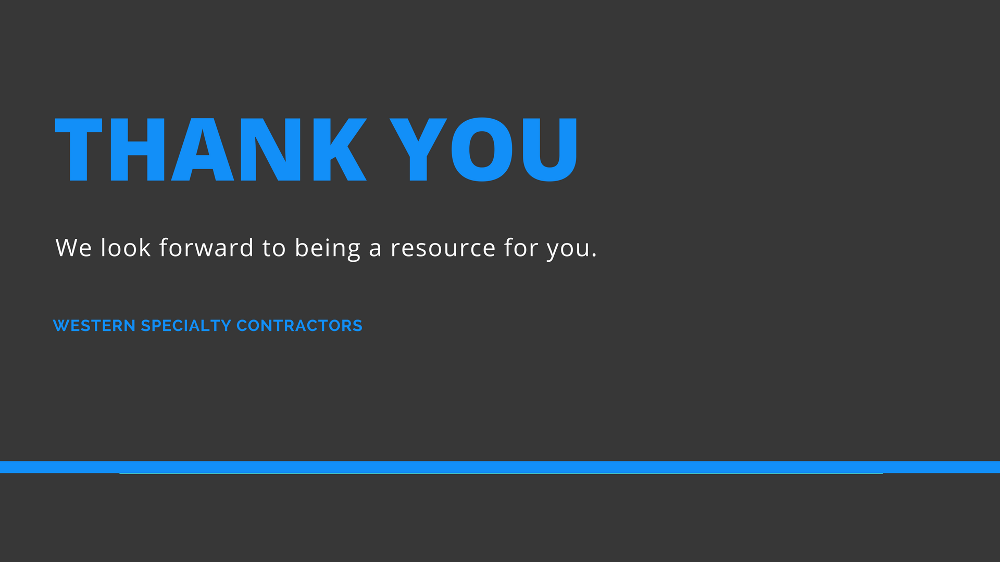 THANK YOU
We look forward to being a resource for you.
WESTERN SPECIALTY CONTRACTORS